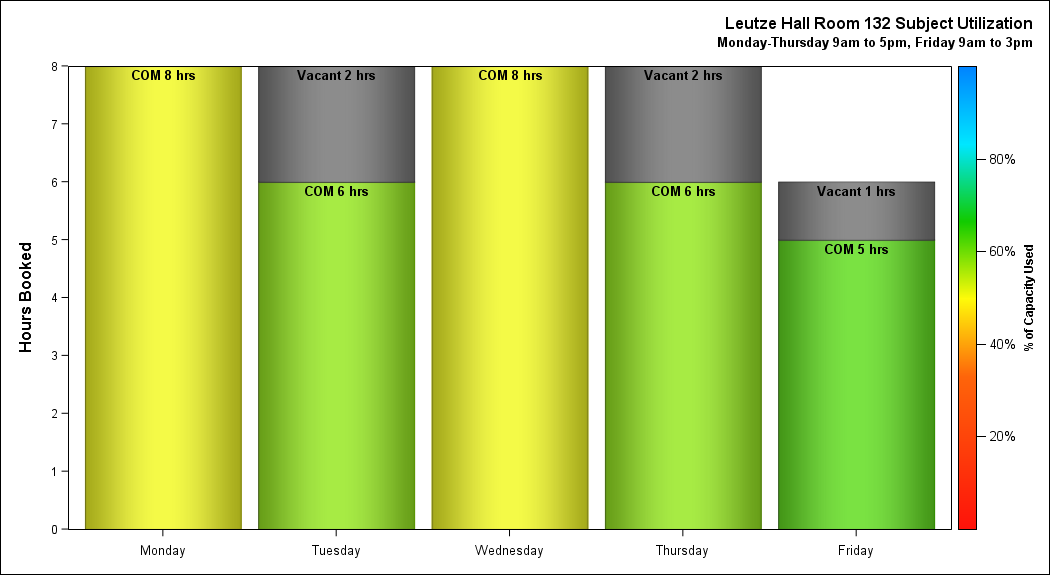 Leutze Hall Room 132 Subject Utilization
Monday-Thursday 9am to 5pm, Friday 9am to 3pm
Hours Booked
8
7
6
5
4
3
2
1
0
COM 8 hrs
Vacant 2 hrs
COM 6 hrs
COM 8 hrs
Vacant 2 hrs
COM 6 hrs
Vacant 1 hrs
COM 5 hrs
Monday
Tuesday
Wednesday
Thursday
Friday
80%
60%
40%
20%
% of Capacity Used